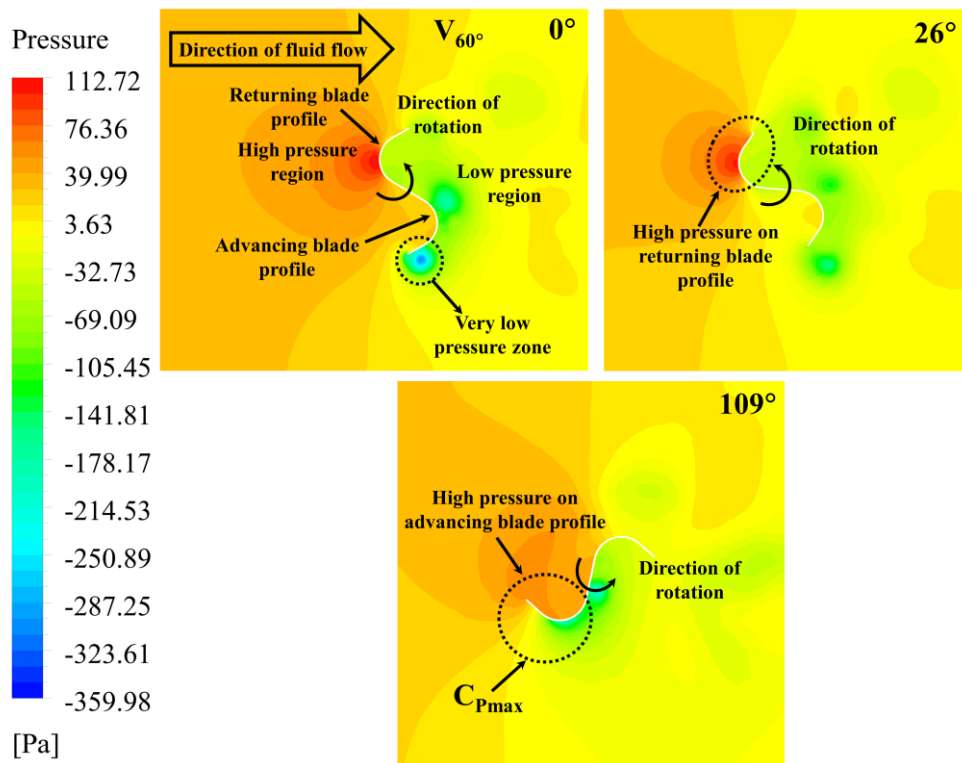 Pressure
112.72
76.36
39.99
3.63
-32.73
-69.09
-105.45
-141.81
-178.17
-214.53
-250.89
-287.25
-323.61
-359.98
[Pa]
Direction of fluid flow
V60°
0°
Returning blade
profile
Direction of
rotation
High pressure
region
Low pressure
region
Advancing blade
profile
Very low
pressure zone
26°
Direction of
rotation
High pressure on
returning blade
profile
109°
High pressure on
advancing blade profile
Direction of
rotation
CPmax